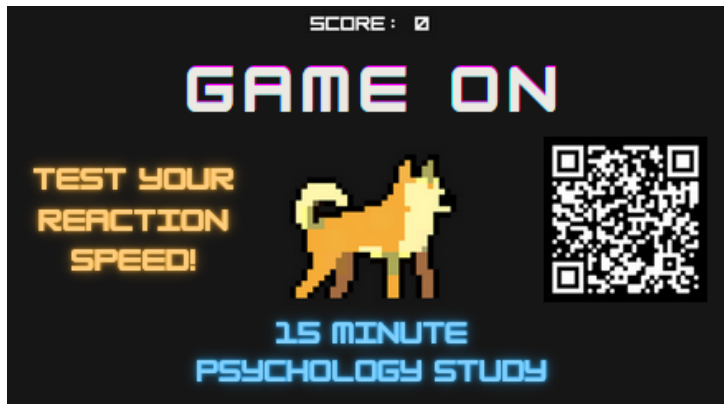 SCORE: 0
GAME ON
TEST YOUR
REACTION
SPEED!
15 MINUTE
PSYCHOLOGY STUDY